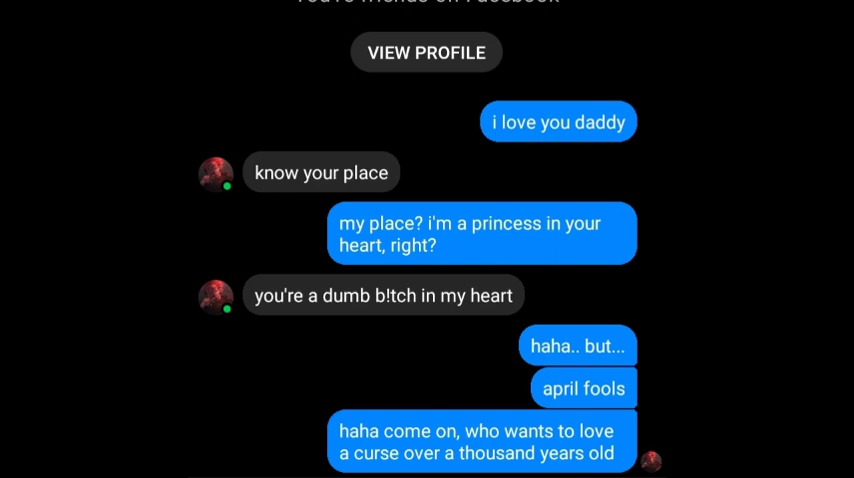 You're friends on Facebook
VIEW PROFILE
i love you daddy
know your place
my place? i'm a princess in your
heart, right?
you're a dumb b!tch in my heart
haha.. but...
april fools
haha come on, who wants to love
a curse over a thousand years old